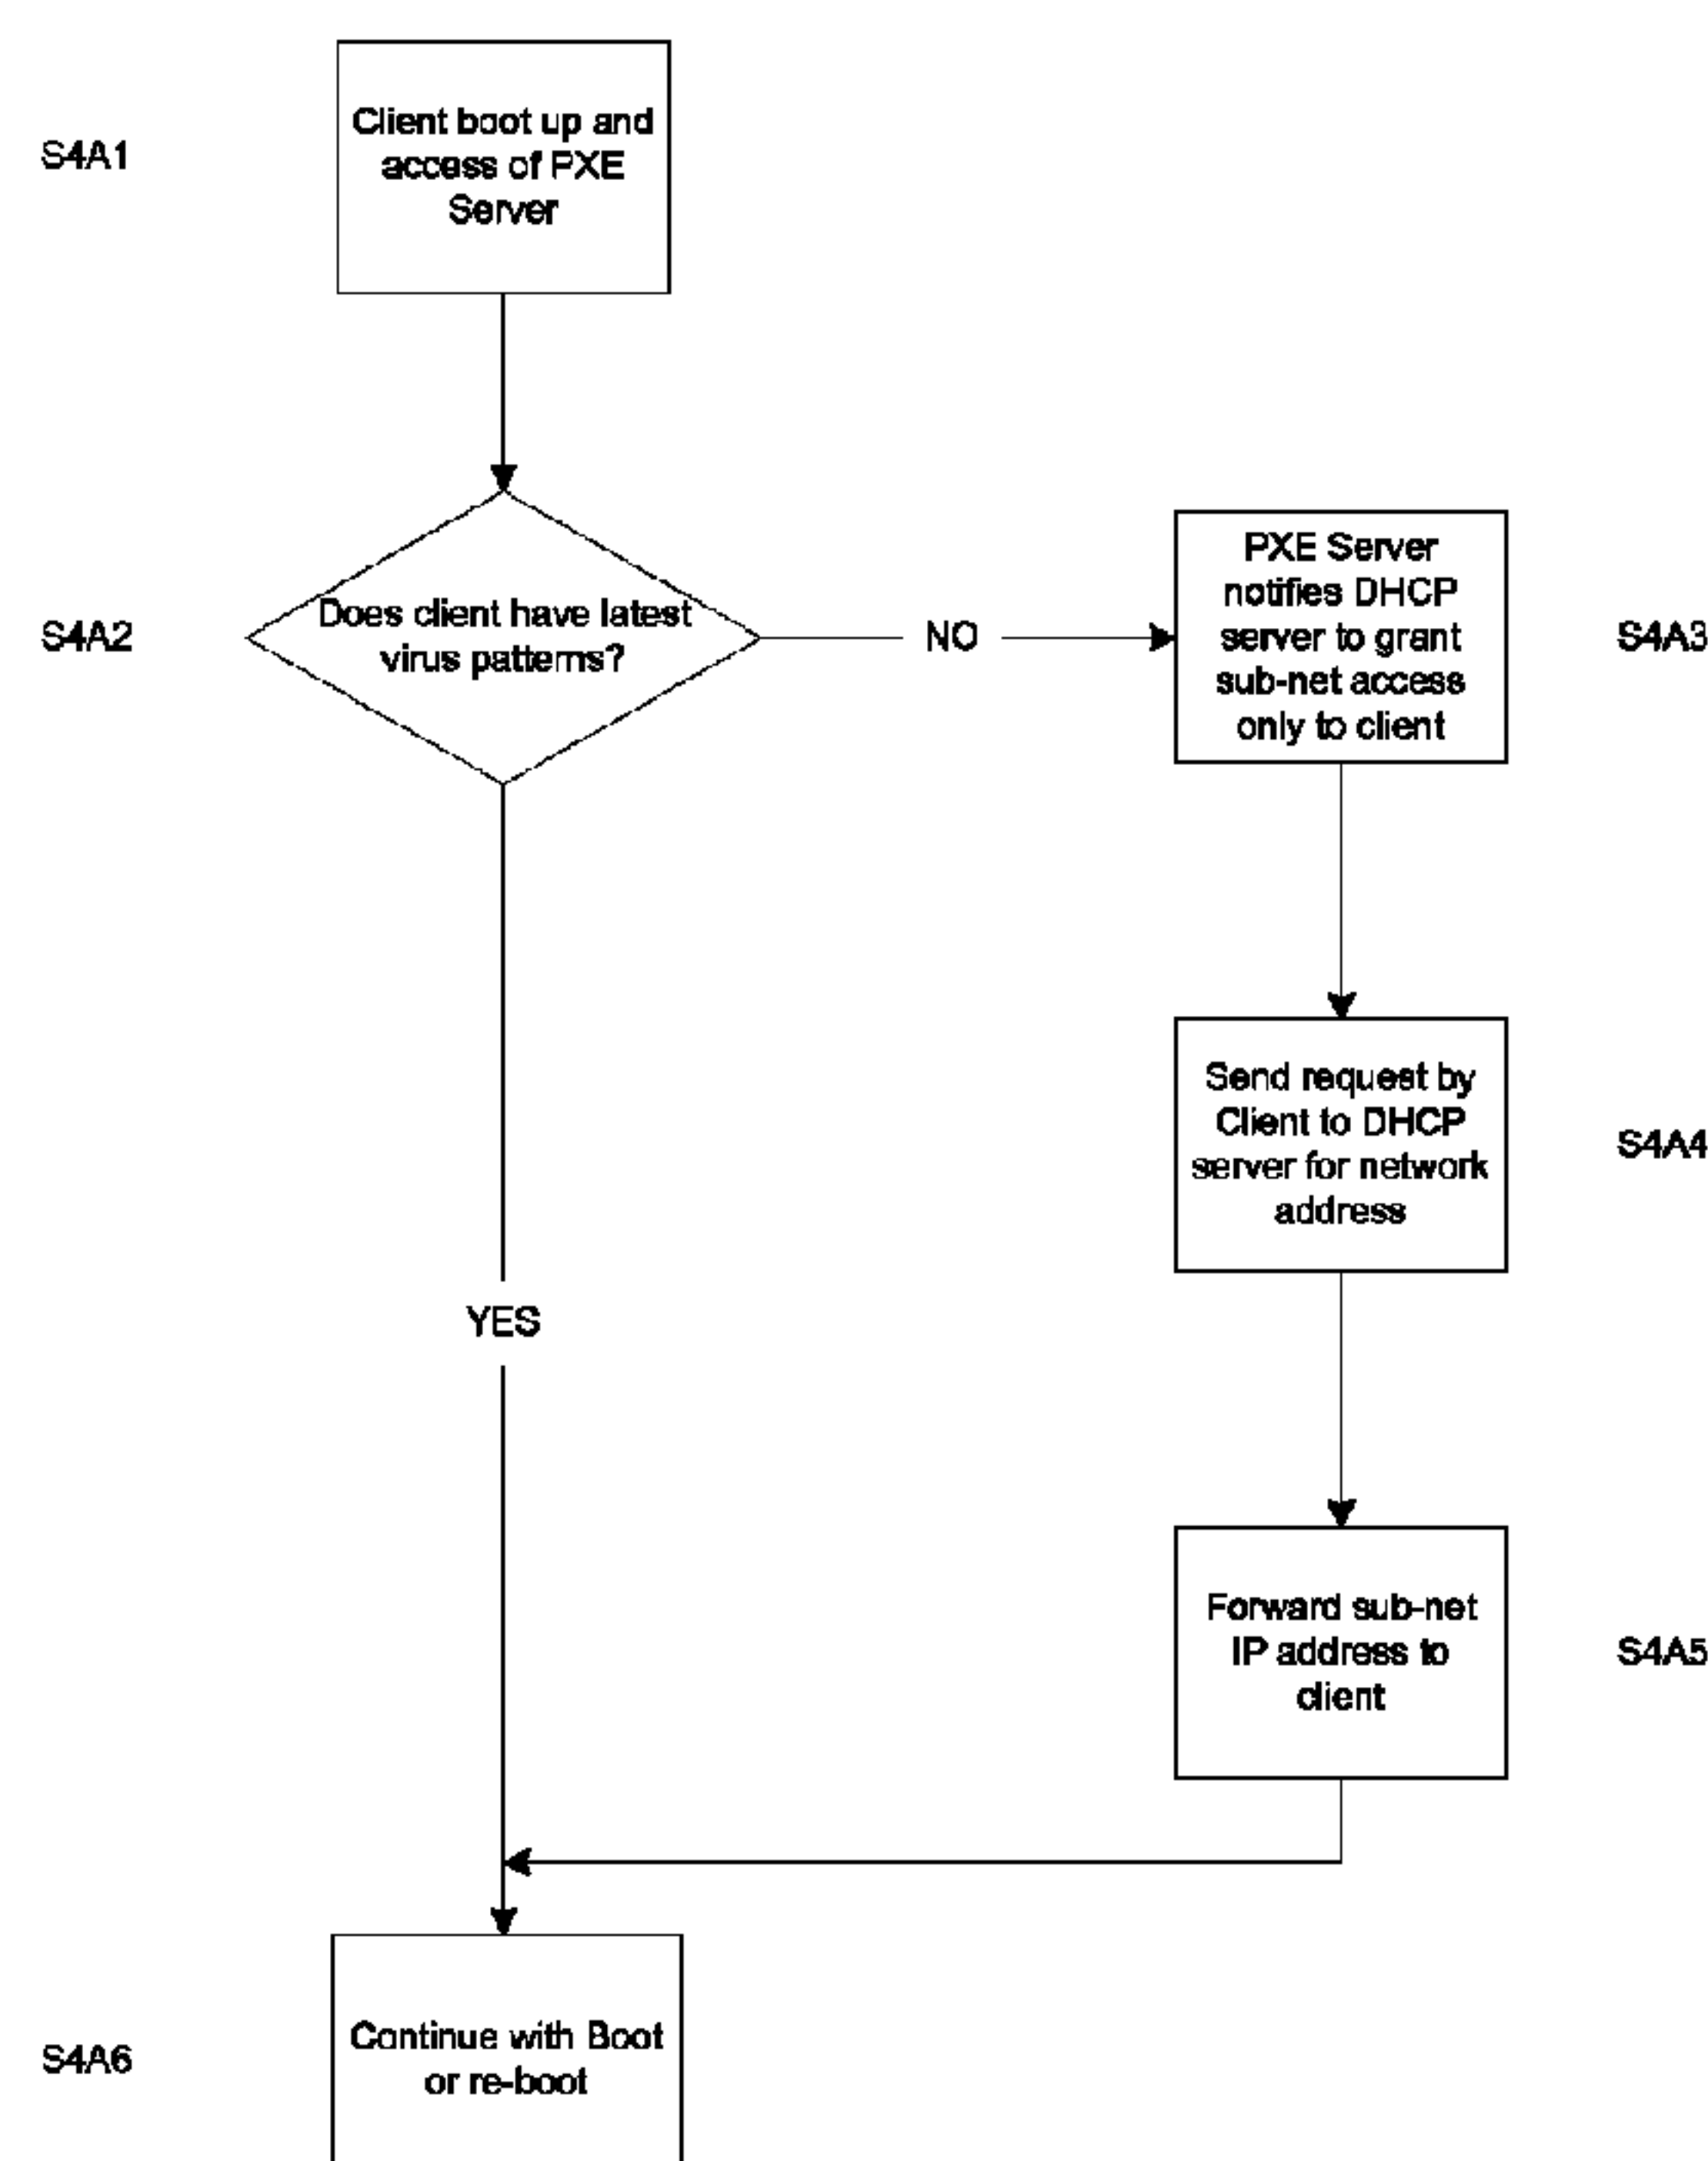 S4A1
Client boot up and
access of PXE
Server
S4A2
Does client have latest
virus patterns?
NO
PXE Server
notifies DHCP
server to grant
sub-net access
only to client
S4A3
Send request by
Client to DHCP
server for network
address
S4A4
YES
Forward sub-net
IP address to
client
S4A5
S4A6
Continue with Boot
or re-boot